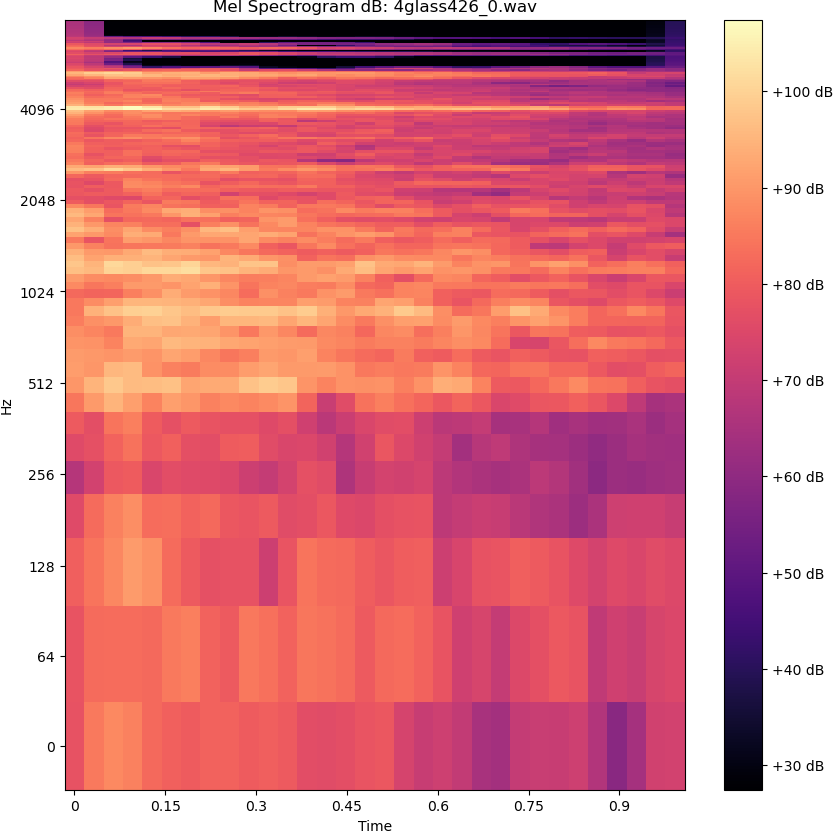 Mel Spectrogram dB: 4glass426_0.wav
4096
2048
1024
512
256
128
64
0
Hz
0 0.15 0.3 0.45 0.6 0.75 0.9
Time
+100 dB
+90 dB
+80 dB
+70 dB
+60 dB
+50 dB
+40 dB
+30 dB